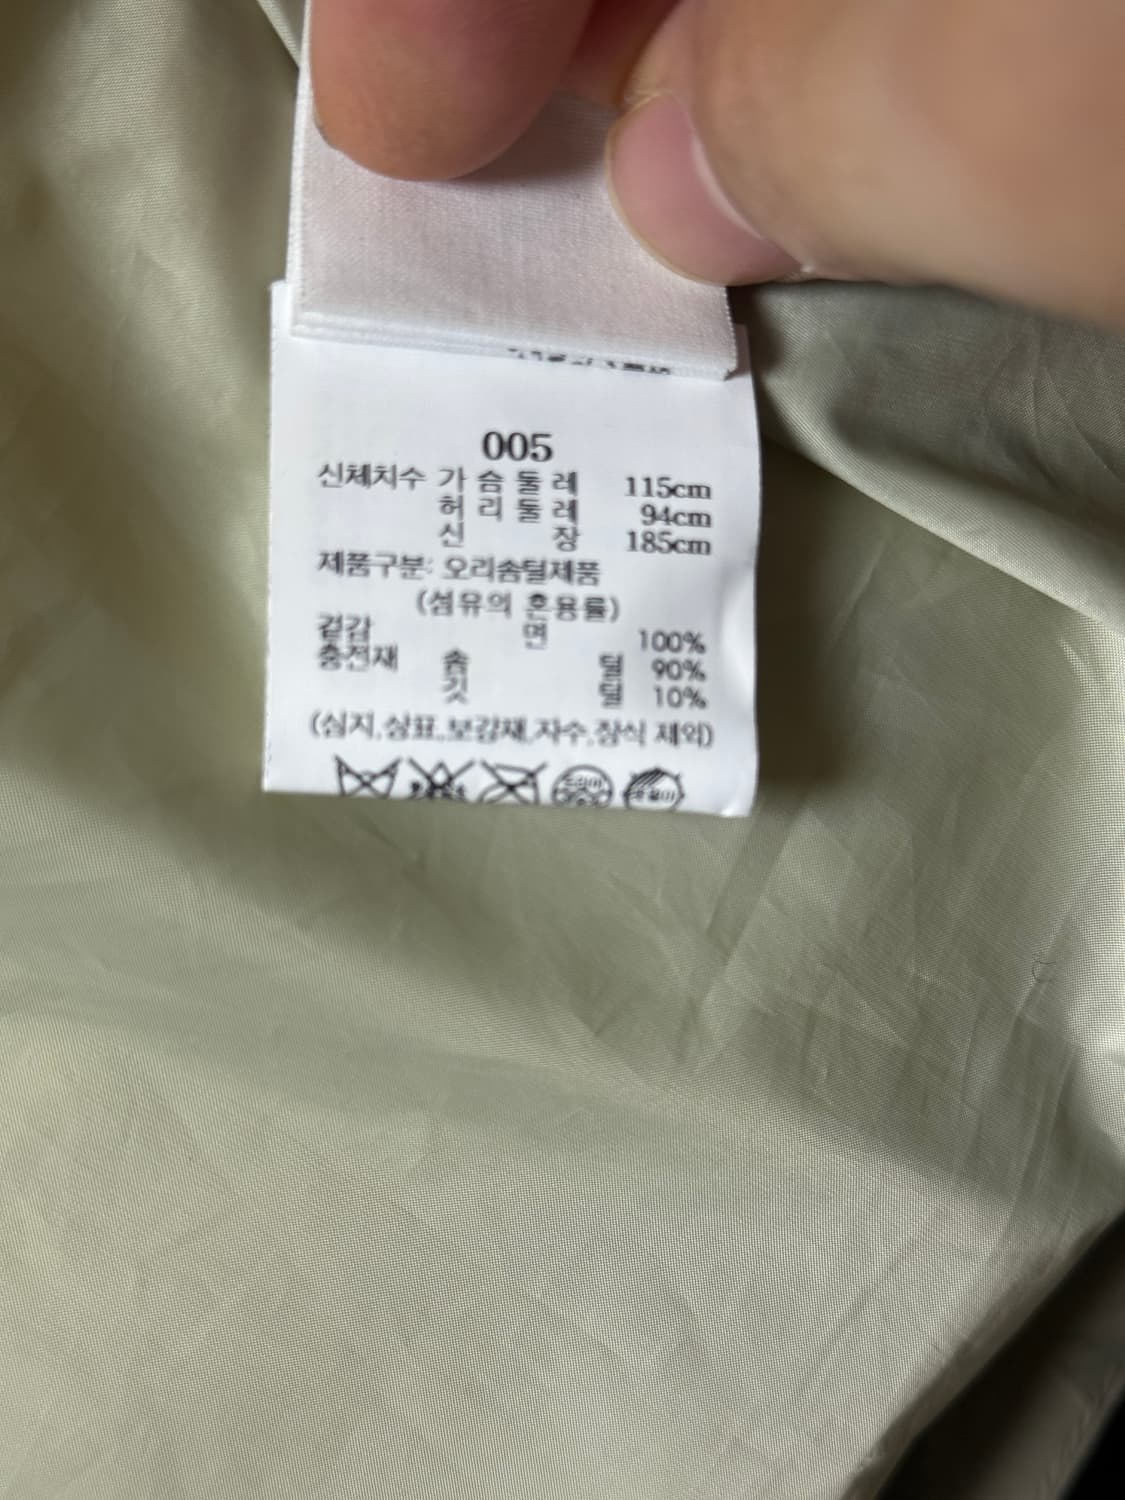 005
신체치수 가 슴 둘 레 115cm
허 리 둘 레 94cm
신 장 185cm
제품구분: 오리솜털제품
(섬유의 혼용률)
겉감 면 100%
충전재 솜 털 90%
깃 털 10%
(심지,상표,보강재,자수,장식 제외)